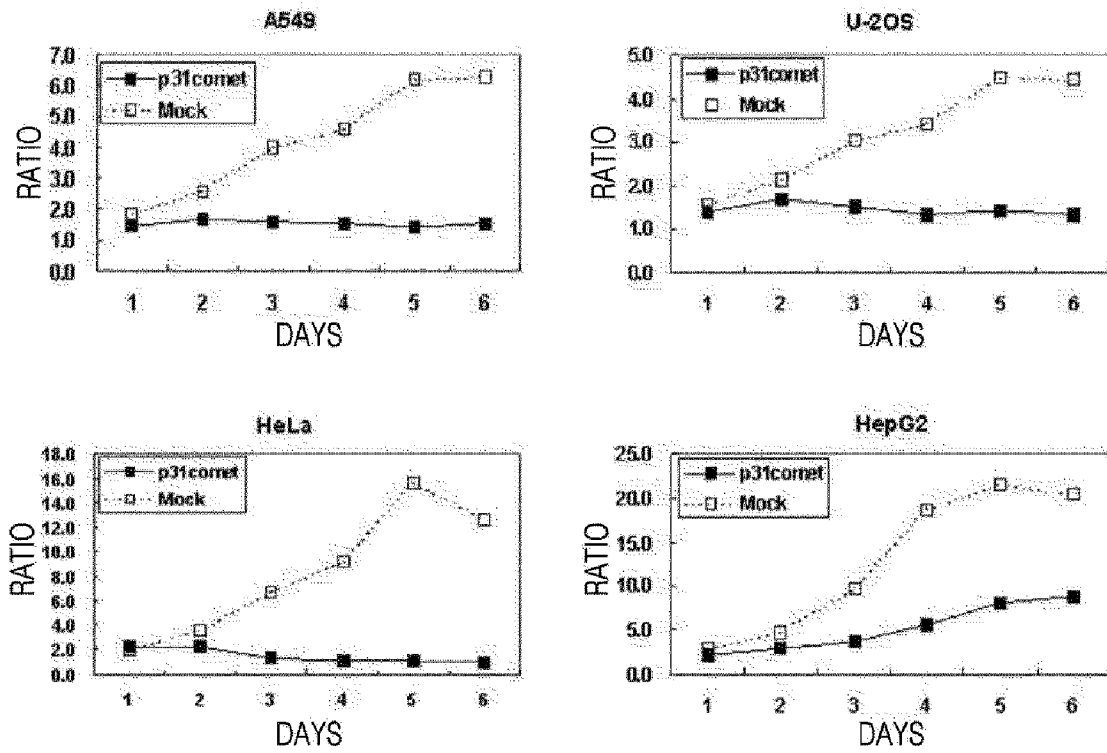 A549
7.0
6.0
5.0
4.0
3.0
2.0
1.0
0.0
RATIO
p31comet
Mock
1 2 3 4 5 6
DAYS
U-2OS
5.0
4.0
3.0
2.0
1.0
0.0
RATIO
p31comet
Mock
1 2 3 4 5 6
DAYS
HeLa
18.0
16.0
14.0
12.0
10.0
8.0
6.0
4.0
2.0
0.0
RATIO
p31comet
Mock
1 2 3 4 5 6
DAYS
HepG2
25.0
20.0
15.0
10.0
5.0
0.0
RATIO
p31comet
Mock
1 2 3 4 5 6
DAYS